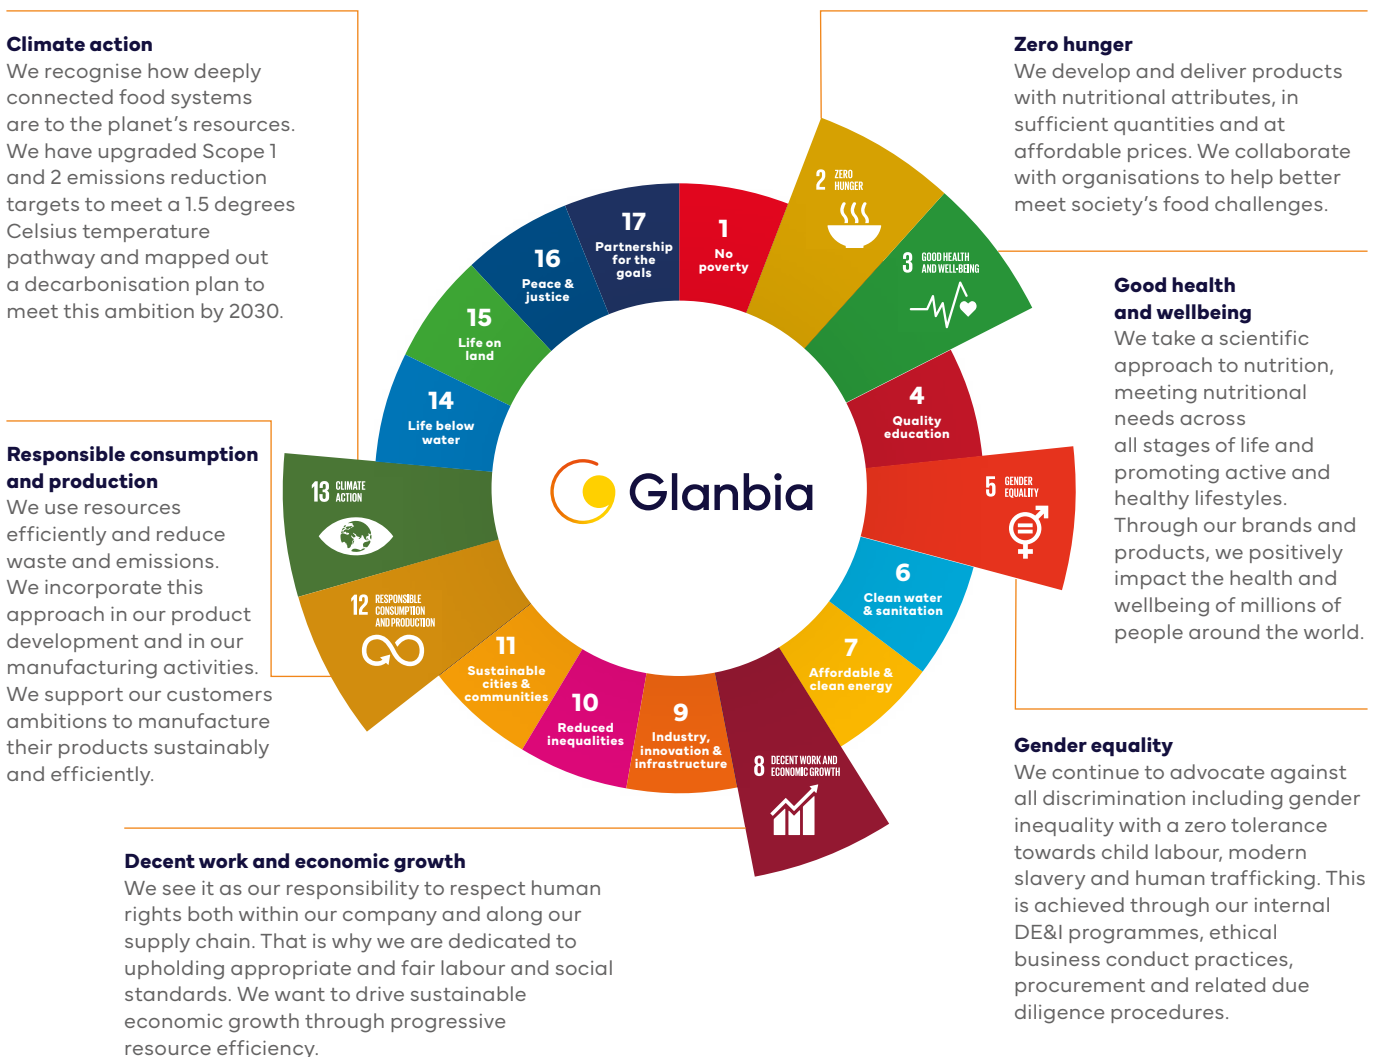 Climate action
We recognise how deeply
connected food systems
are to the planet’s resources.
We have upgraded Scope 1
and 2 emissions reduction
targets to meet a 1.5 degrees
Celsius temperature
pathway and mapped out
a decarbonisation plan to
meet this ambition by 2030.
Responsible consumption
and production
We use resources
efficiently and reduce
waste and emissions.
We incorporate this
approach in our product
development and in our
manufacturing activities.
We support our customers
ambitions to manufacture
their products sustainably
and efficiently.
Decent work and economic growth
We see it as our responsibility to respect human
rights both within our company and along our
supply chain. That is why we are dedicated to
upholding appropriate and fair labour and social
standards. We want to drive sustainable
economic growth through progressive
resource efficiency.
Glanbia
1
No
poverty
2 ZERO
HUNGER
3 GOOD HEALTH
AND WELL-BEING
4
Quality
education
5 GENDER
EQUALITY
6
Clean water
& sanitation
7
Affordable &
clean energy
8 DECENT WORK AND
ECONOMIC GROWTH
9
Industry,
innovation &
infrastructure
10
Reduced
inequalities
11
Sustainable
cities &
communities
12 RESPONSIBLE
CONSUMPTION
AND PRODUCTION
13 CLIMATE
ACTION
14
Life below
water
15
Life on
land
16
Peace &
justice
17
Partnership
for the
goals
Zero hunger
We develop and deliver products
with nutritional attributes, in
sufficient quantities and at
affordable prices. We collaborate
with organisations to help better
meet society’s food challenges.
Good health
and wellbeing
We take a scientific
approach to nutrition,
meeting nutritional
needs across
all stages of life and
promoting active and
healthy lifestyles.
Through our brands and
products, we positively
impact the health and
wellbeing of millions of
people around the world.
Gender equality
We continue to advocate against
all discrimination including gender
inequality with a zero tolerance
towards child labour, modern
slavery and human trafficking. This
is achieved through our internal
DE&I programmes, ethical
business conduct practices,
procurement and related due
diligence procedures.